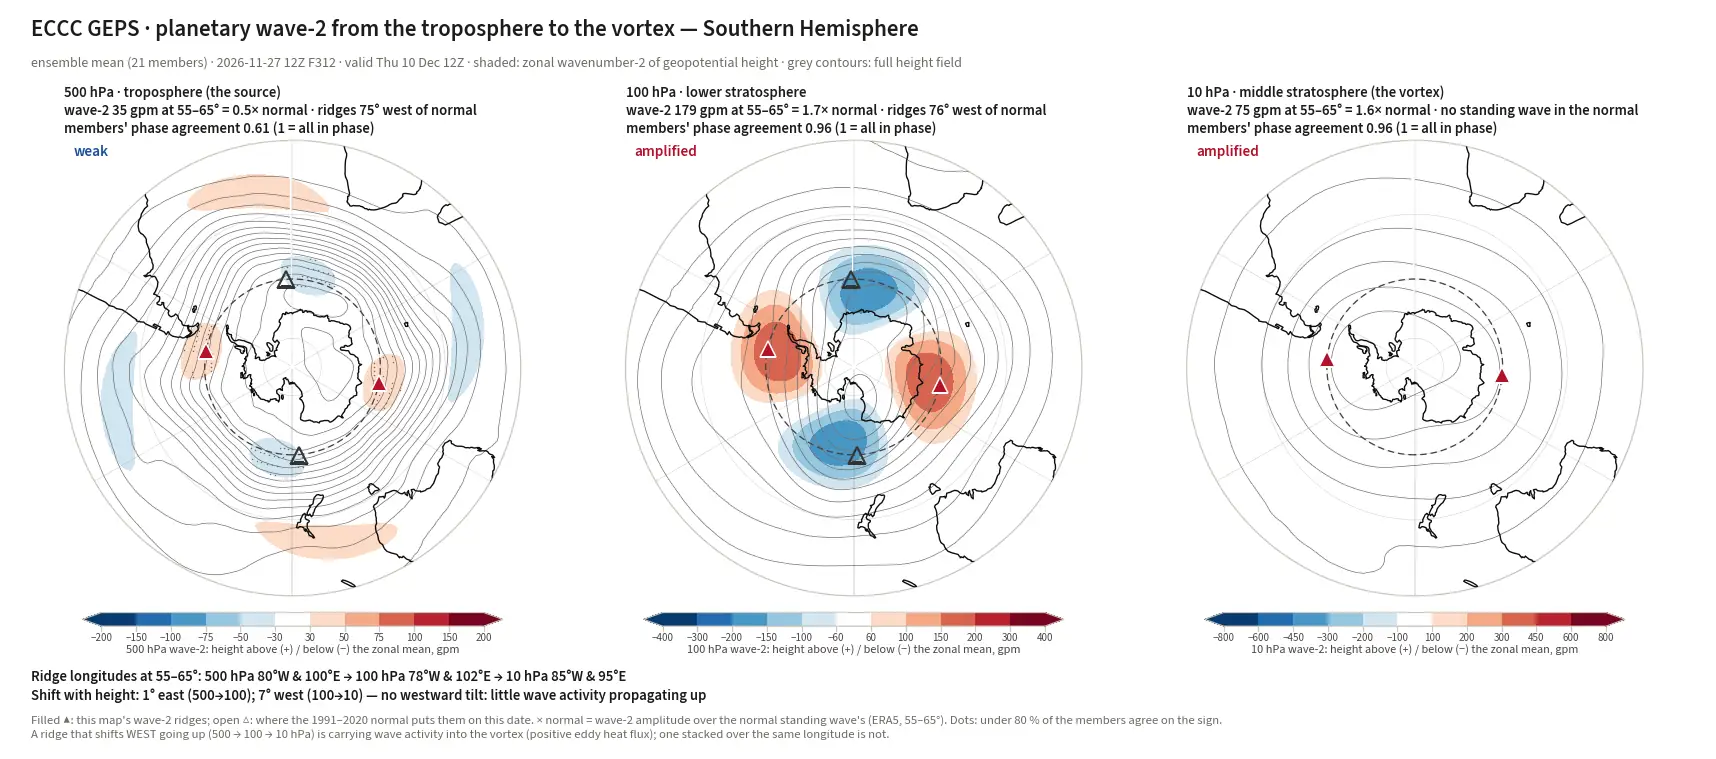 ECCC GEPS · planetary wave-2 from the troposphere to the vortex — Southern Hemisphere
ensemble mean (21 members) · 2026-11-27 12Z F312 · valid Thu 10 Dec 12Z · shaded: zonal wavenumber-2 of geopotential height · grey contours: full height field
500 hPa · troposphere (the source)
wave-2 35 gpm at 55–65° = 0.5× normal · ridges 75° west of normal
members' phase agreement 0.61 (1 = all in phase)
weak
100 hPa · lower stratosphere
wave-2 179 gpm at 55–65° = 1.7× normal · ridges 76° west of normal
members' phase agreement 0.96 (1 = all in phase)
amplified
10 hPa · middle stratosphere (the vortex)
wave-2 75 gpm at 55–65° = 1.6× normal · no standing wave in the normal
members' phase agreement 0.96 (1 = all in phase)
amplified
−200 −150 −100 −75 −50 −30 30 50 75 100 150 200
500 hPa wave-2: height above (+) / below (−) the zonal mean, gpm
−400 −300 −200 −150 −100 −60 60 100 150 200 300 400
100 hPa wave-2: height above (+) / below (−) the zonal mean, gpm
−800 −600 −450 −300 −200 −100 100 200 300 450 600 800
10 hPa wave-2: height above (+) / below (−) the zonal mean, gpm
Ridge longitudes at 55–65°: 500 hPa 80°W & 100°E → 100 hPa 78°W & 102°E → 10 hPa 85°W & 95°E
Shift with height: 1° east (500→100); 7° west (100→10) — no westward tilt: little wave activity propagating up
Filled ▲: this map's wave-2 ridges; open △: where the 1991–2020 normal puts them on this date. × normal = wave-2 amplitude over the normal standing wave's (ERA5, 55–65°). Dots: under 80 % of the members agree on the sign.
A ridge that shifts WEST going up (500 → 100 → 10 hPa) is carrying wave activity into the vortex (positive eddy heat flux); one stacked over the same longitude is not.